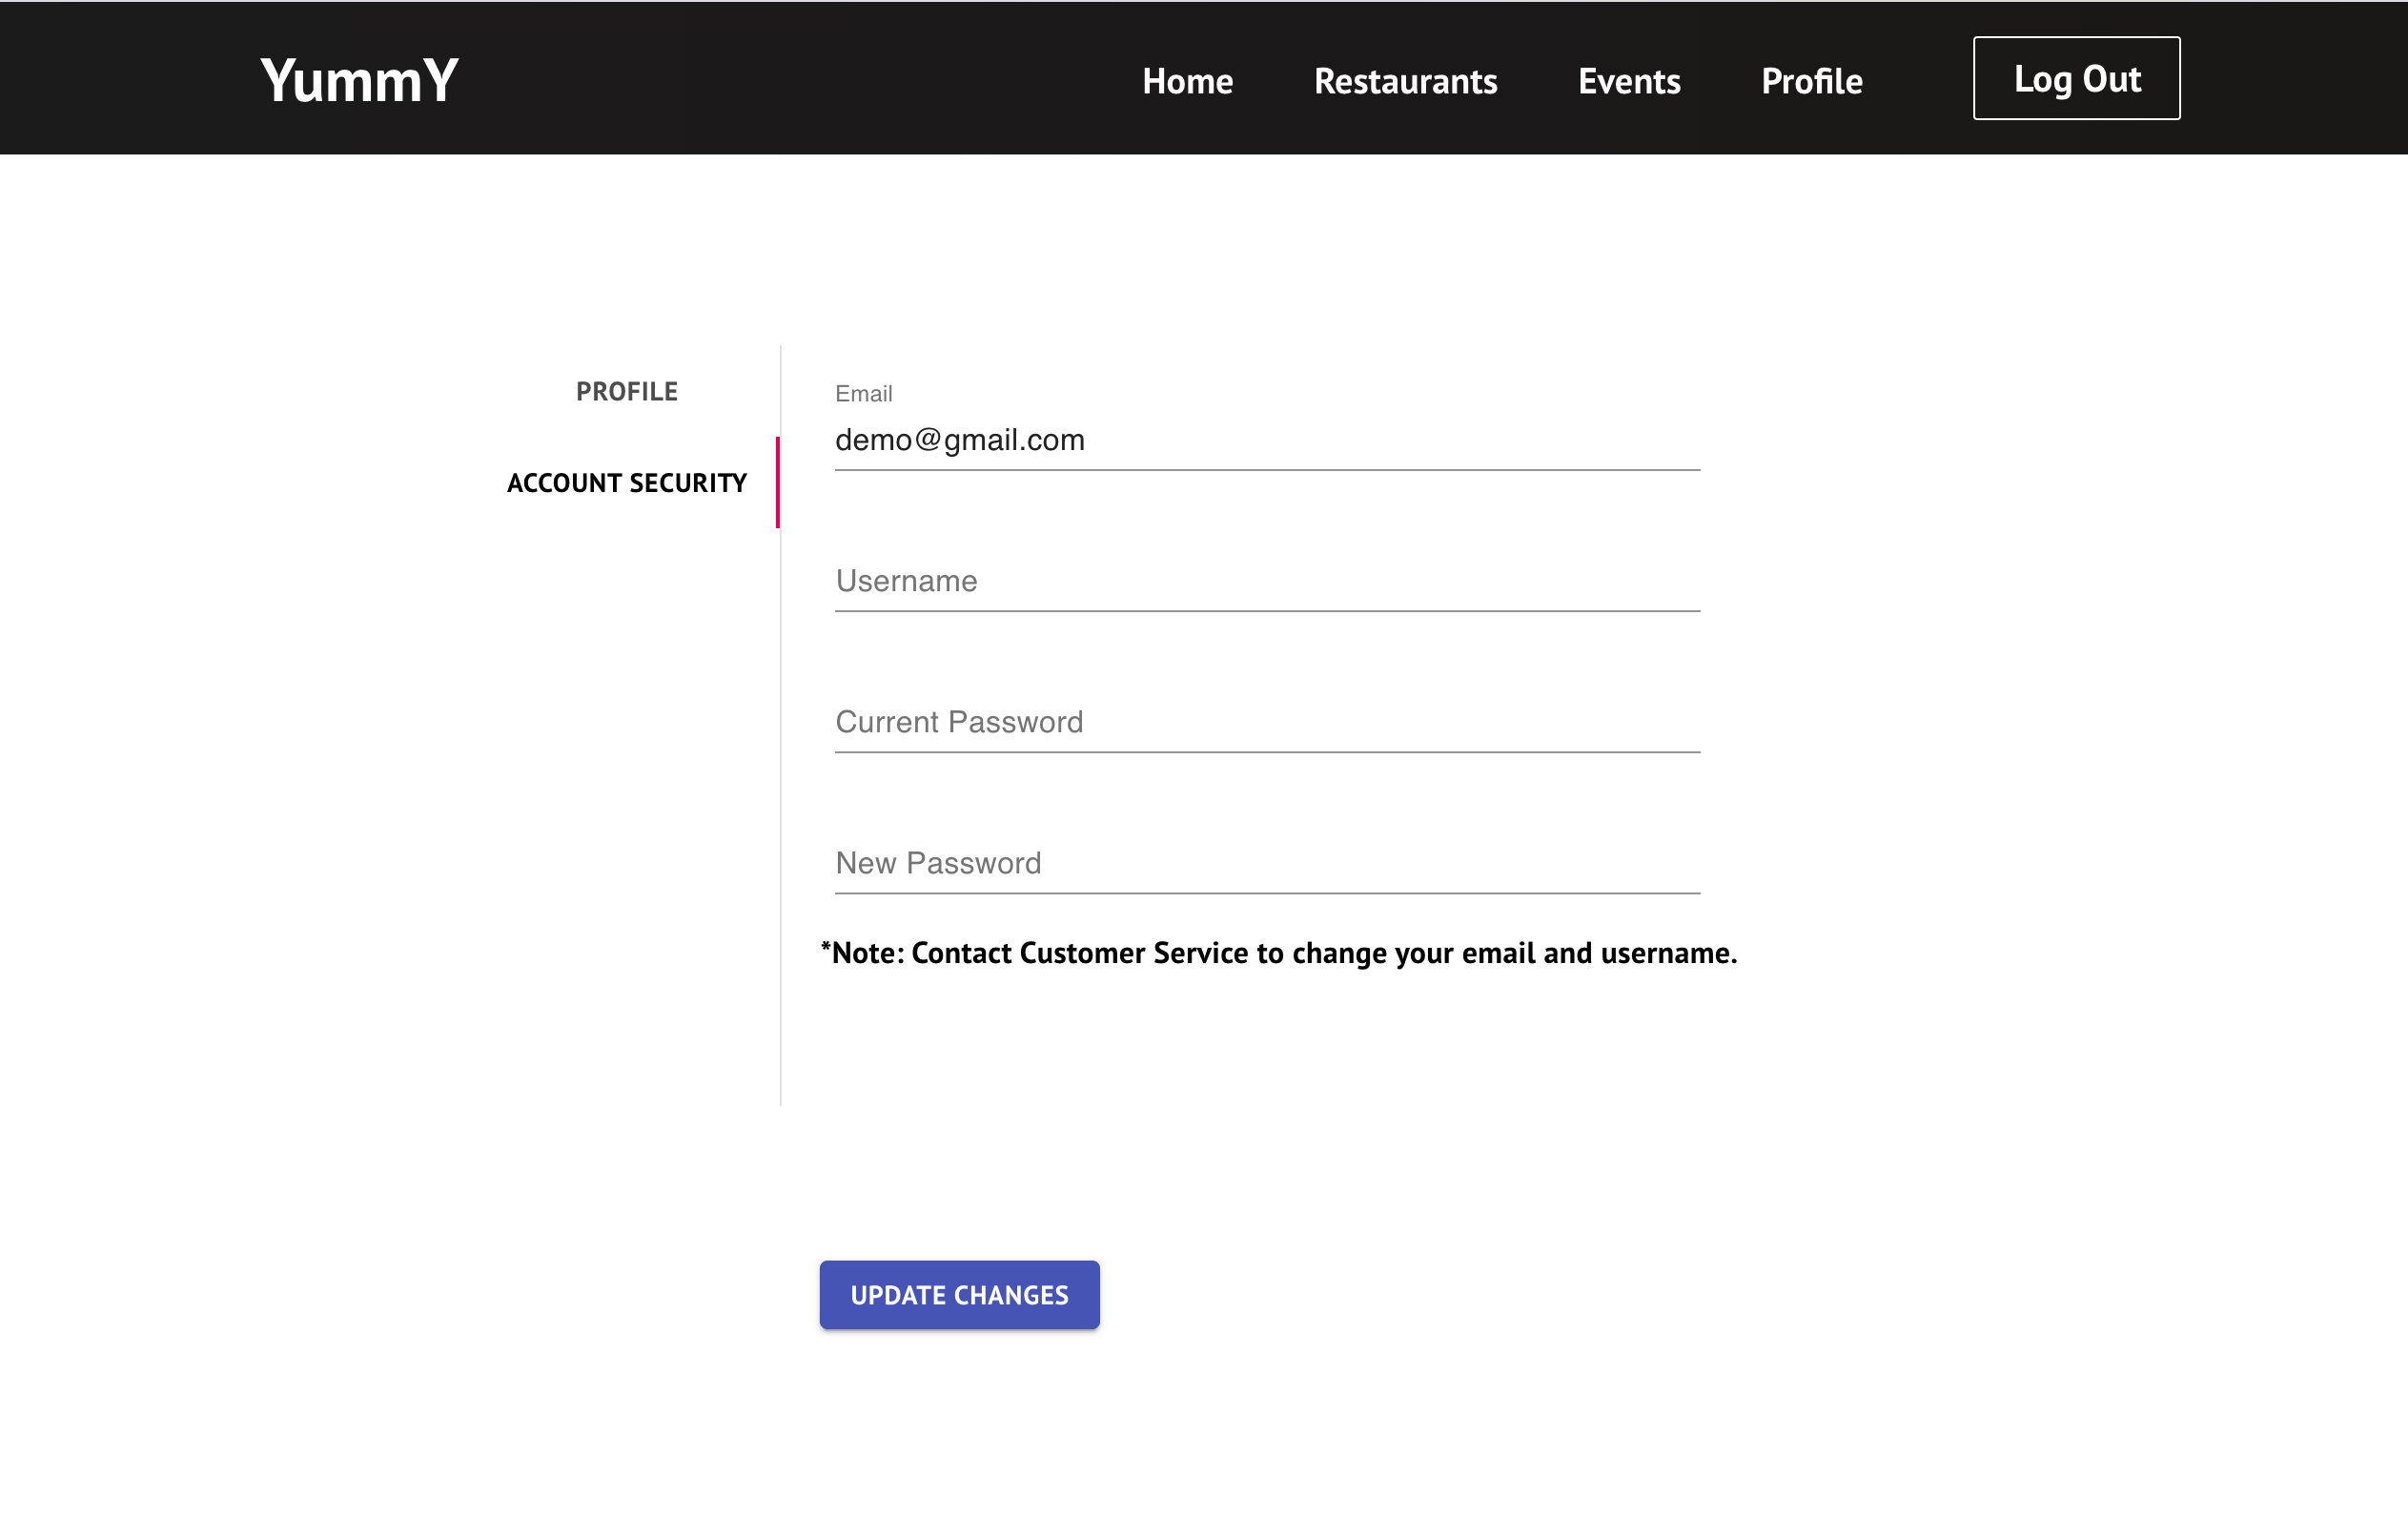 YummY
Home Restaurants Events Profile Log Out
PROFILE
ACCOUNT SECURITY
Email
demo@gmail.com
Username
Current Password
New Password
*Note: Contact Customer Service to change your email and username.
UPDATE CHANGES